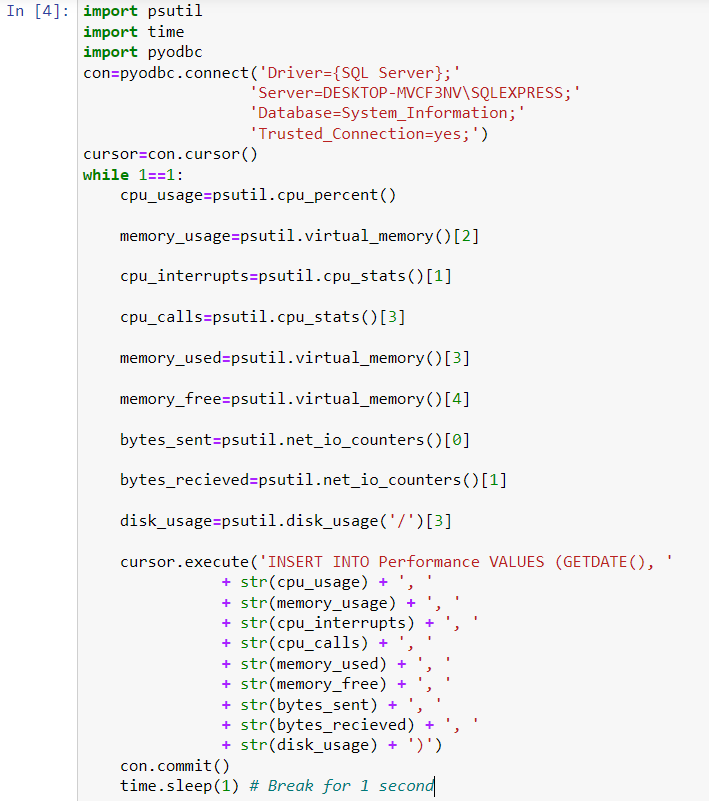 In [4]: import psutil
import time
import pyodbc
con=pyodbc.connect('Driver={SQL Server};'
'Server=DESKTOP-MVCF3NV\SQLEXPRESS;'
'Database=System_Information;'
'Trusted_Connection=yes;')
cursor=con.cursor()
while 1==1:
cpu_usage=psutil.cpu_percent()
memory_usage=psutil.virtual_memory()[2]
cpu_interrupts=psutil.cpu_stats()[1]
cpu_calls=psutil.cpu_stats()[3]
memory_used=psutil.virtual_memory()[3]
memory_free=psutil.virtual_memory()[4]
bytes_sent=psutil.net_io_counters()[0]
bytes_recieved=psutil.net_io_counters()[1]
disk_usage=psutil.disk_usage('/')[3]
cursor.execute('INSERT INTO Performance VALUES (GETDATE(), '
+ str(cpu_usage) + ', '
+ str(memory_usage) + ', '
+ str(cpu_interrupts) + ', '
+ str(cpu_calls) + ', '
+ str(memory_used) + ', '
+ str(memory_free) + ', '
+ str(bytes_sent) + ', '
+ str(bytes_recieved) + ', '
+ str(disk_usage) + ')')
con.commit()
time.sleep(1) # Break for 1 second